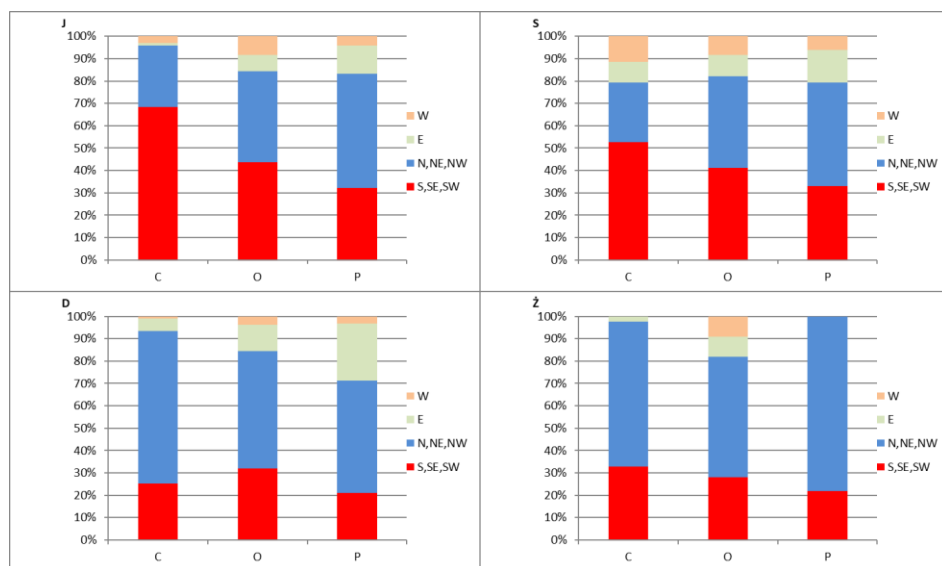 J
100%
90%
80%
70%
60%
50%
40%
30%
20%
10%
0%
C O P
W
E
N,NE,NW
S,SE,SW
S
100%
90%
80%
70%
60%
50%
40%
30%
20%
10%
0%
C O P
W
E
N,NE,NW
S,SE,SW
D
100%
90%
80%
70%
60%
50%
40%
30%
20%
10%
0%
C O P
W
E
N,NE,NW
S,SE,SW
Ż
100%
90%
80%
70%
60%
50%
40%
30%
20%
10%
0%
C O P
W
E
N,NE,NW
S,SE,SW